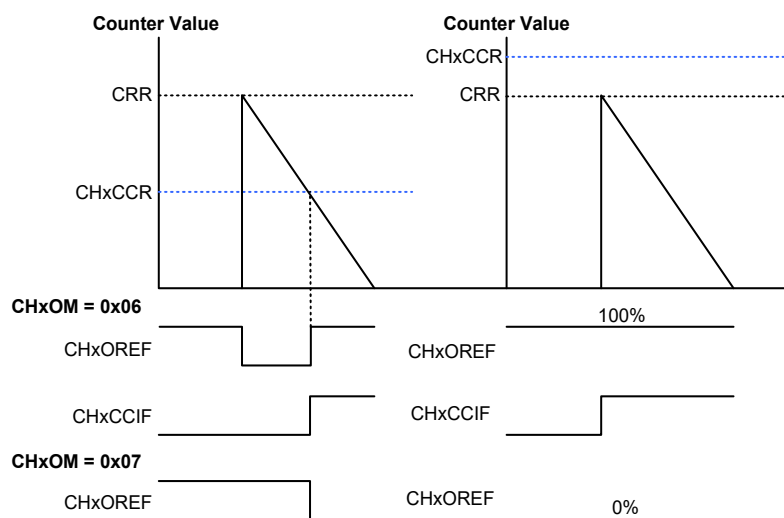 Counter Value
CRR
CHxCCR
CHxOM = 0x06
CHxOREF
CHxCCIF
CHxOM = 0x07
CHxOREF
Counter Value
CHxCCR
CRR
100%
CHxOREF
CHxCCIF
CHxOREF
0%